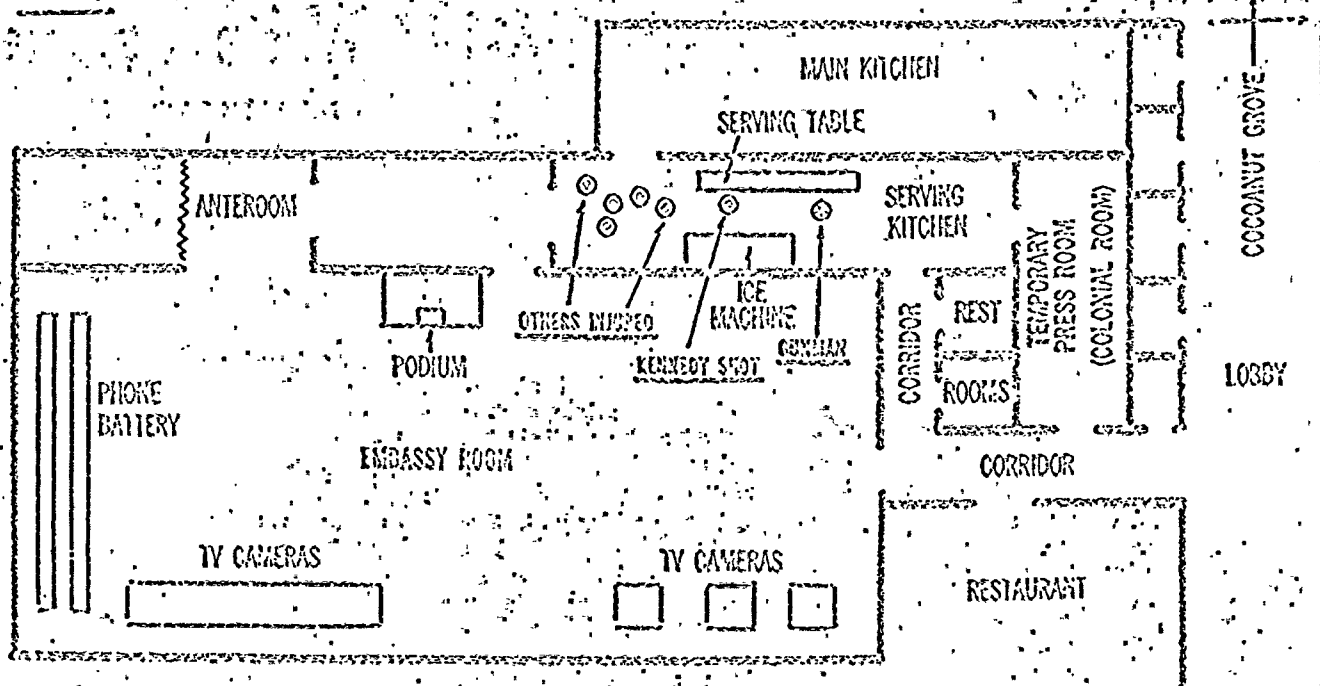 MAIN KITCHEN
SERVING TABLE
ANTEROOM
SERVING
KITCHEN
TEMPORARY
PRESS ROOM
(COLONIAL ROOM)
COCOANUT GROVE
ICE
MACHINE
OTHERS INJURED
KENNEDY SHOT
GUNMAN
PODIUM
CORRIDOR
REST
ROOMS
LOBBY
PHONE
BATTERY
EMBASSY ROOM
CORRIDOR
TV CAMERAS
TV CAMERAS
RESTAURANT